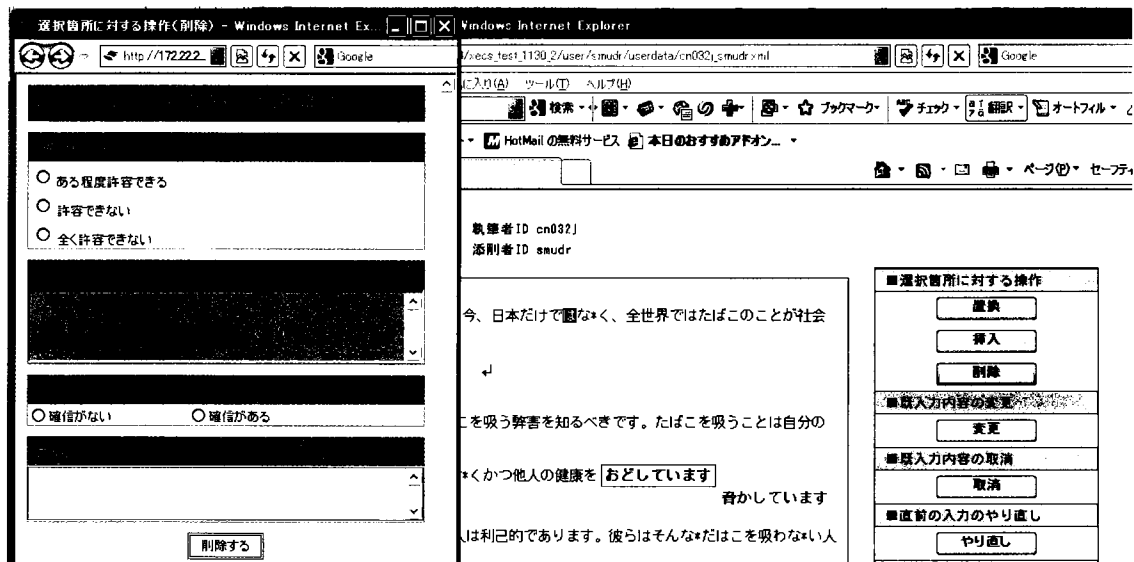 選択箇所に対する操作(削除) - Windows Internet Ex...
http://172.222.
Google
ある程度許容できる
許容できない
全く許容できない
確信がない
確信がある
削除する
Windows Internet Explorer
/xecs_test_1130_2/user/smudr/userdata/cn032j_smudr.xml
Google
に入り(A) ツール(T) ヘルプ(H)
検索
ブックマーク
チェック
翻訳
オートフィル
HotMail の無料サービス
本日のおすすめアドオン...
ページ(P)
セーフティ
執筆者ID cn032j
添削者ID smudr
今、日本だけで な*く、全世界ではたばこのことが社会
↵
こを吸う弊害を知るべきです。たばこを吸うことは自分の
*くかつ他人の健康を おどしています
脅かしています
は利己的であります。彼らはそんな*だはこを吸わな*い人
■選択箇所に対する操作
置換
挿入
削除
■既入力内容の変更
変更
■既入力内容の取消
取消
■直前の入力のやり直し
やり直し